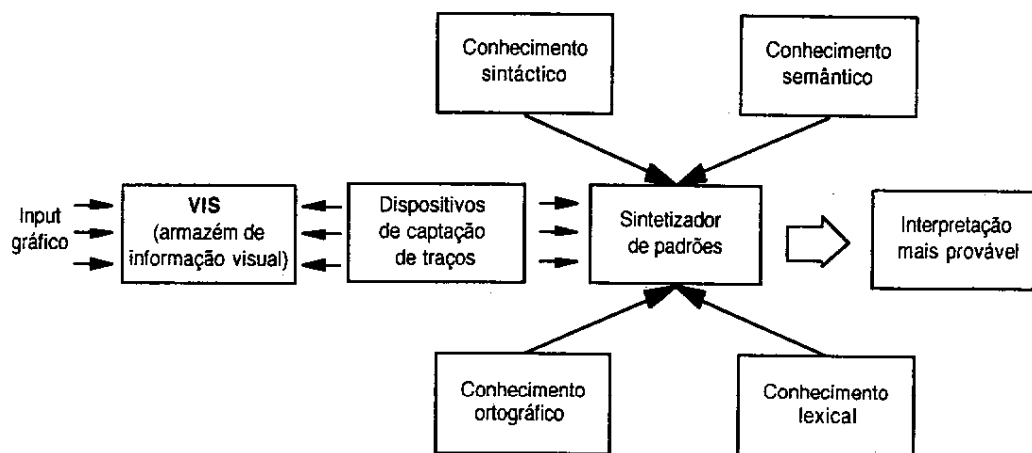 Conhecimento
sintáctico
Conhecimento
semântico
Input
gráfico
VIS
(armazém de
informação visual)
Dispositivos
de captação
de traços
Sintetizador
de padrões
Interpretação
mais provável
Conhecimento
ortográfico
Conhecimento
lexical